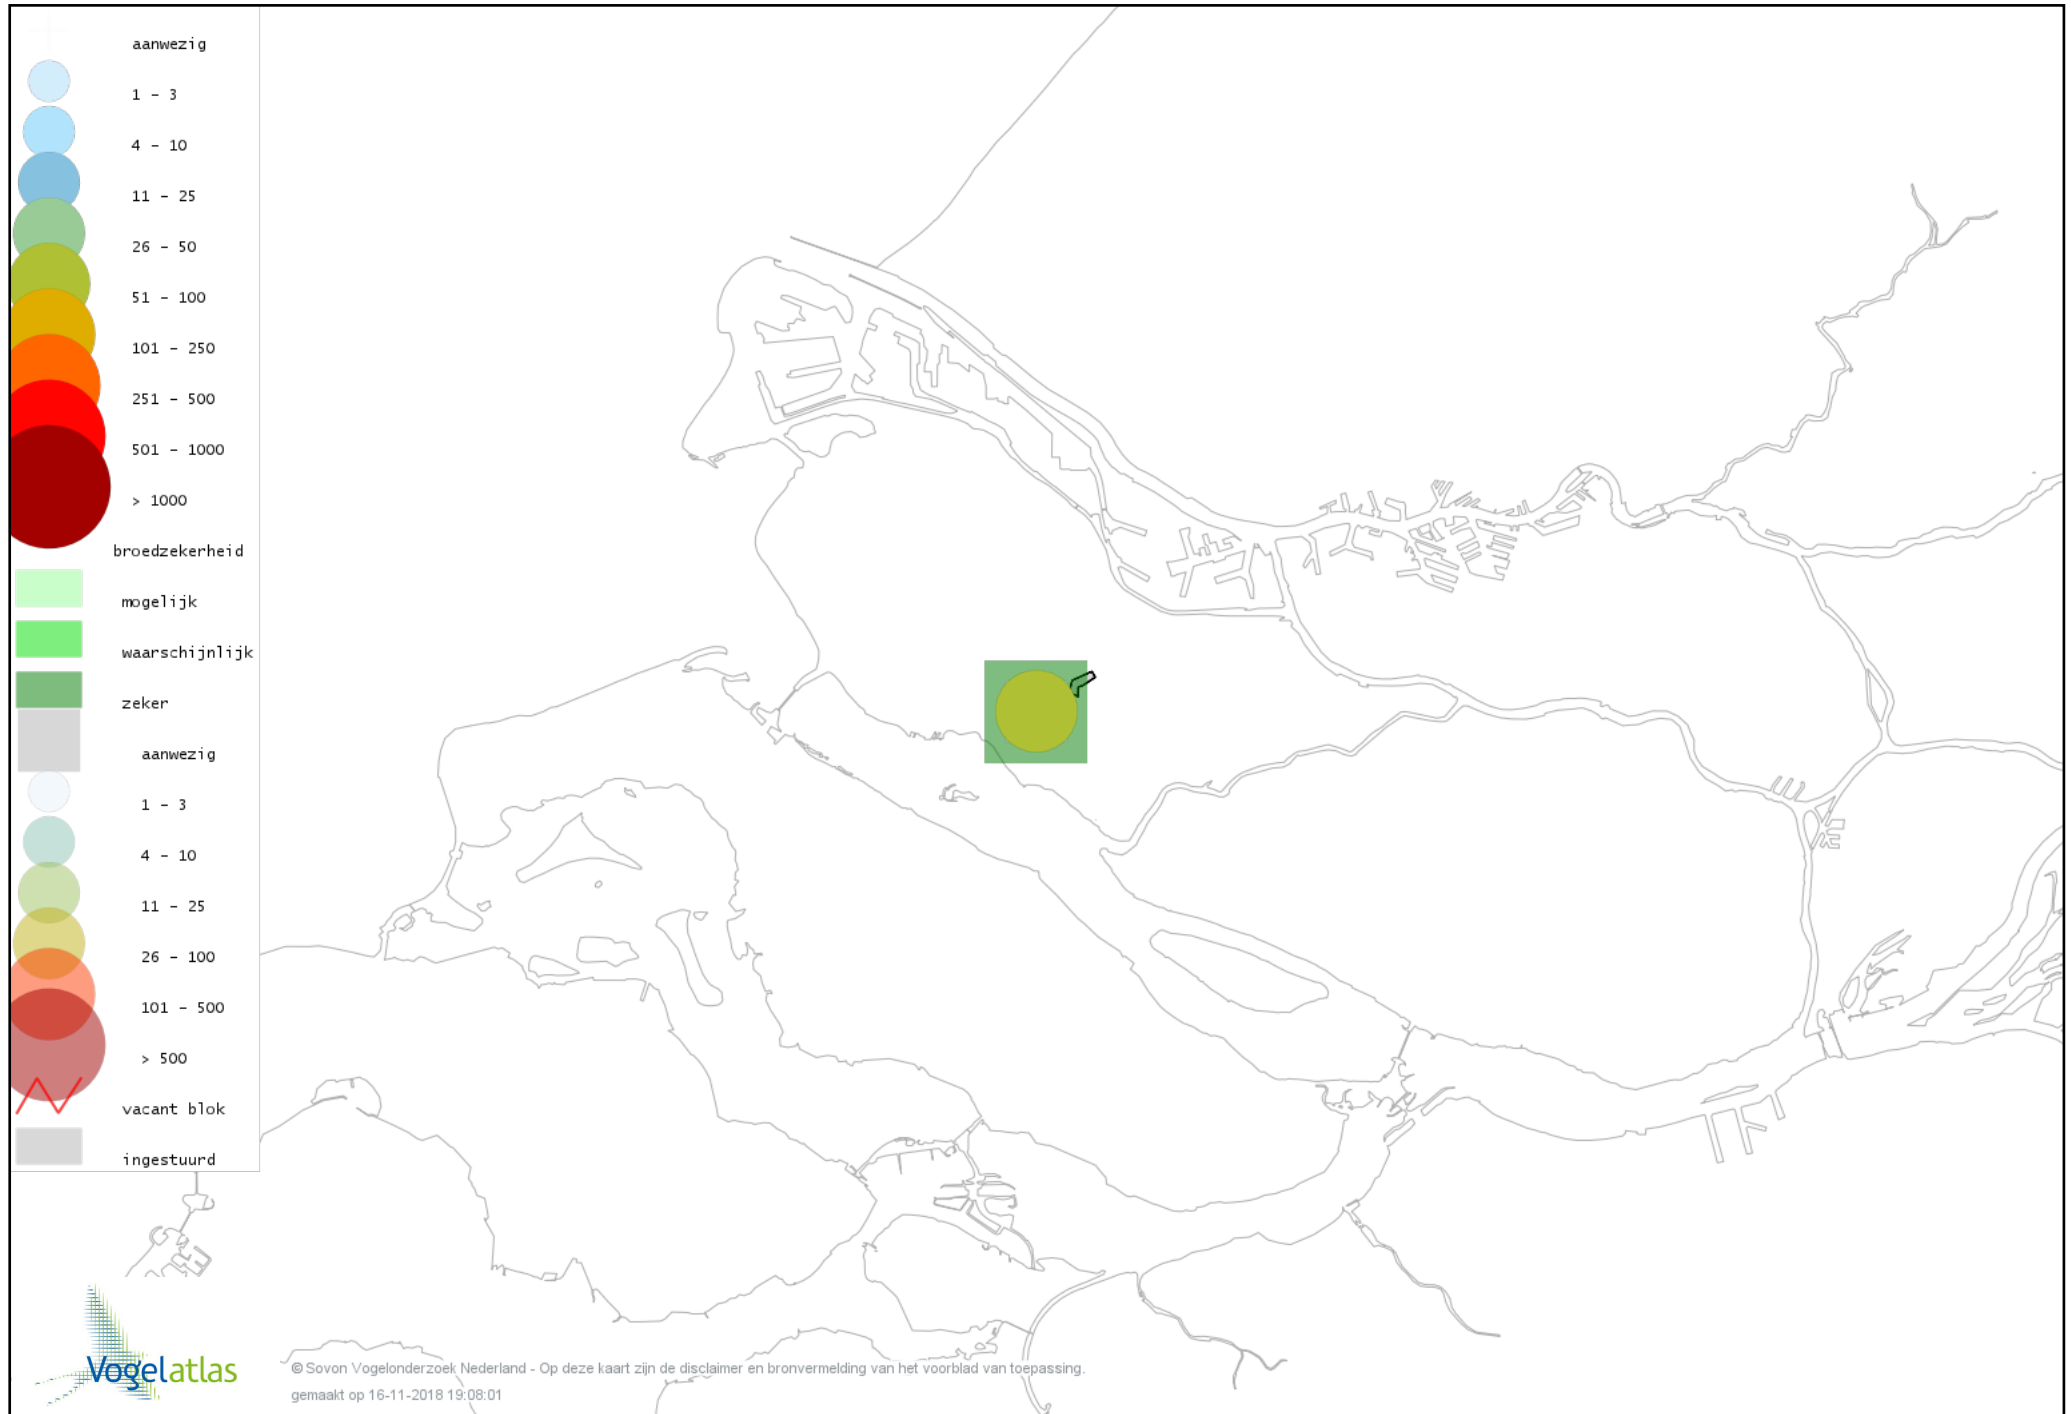 aanwezig
1 - 3
4 - 10
11 - 25
26 - 50
51 - 100
101 - 250
251 - 500
501 - 1000
> 1000
broedzekerheid
mogelijk
waarschijnlijk
zeker
aanwezig
1 - 3
4 - 10
11 - 25
26 - 100
101 - 500
> 500
vacant blok
ingestuurd
Vogelatlas
© Sovon Vogelonderzoek Nederland - Op deze kaart zijn de disclaimer en bronvermelding van het voorblad van toepassing.
gemaakt op 16-11-2018 19:08:01